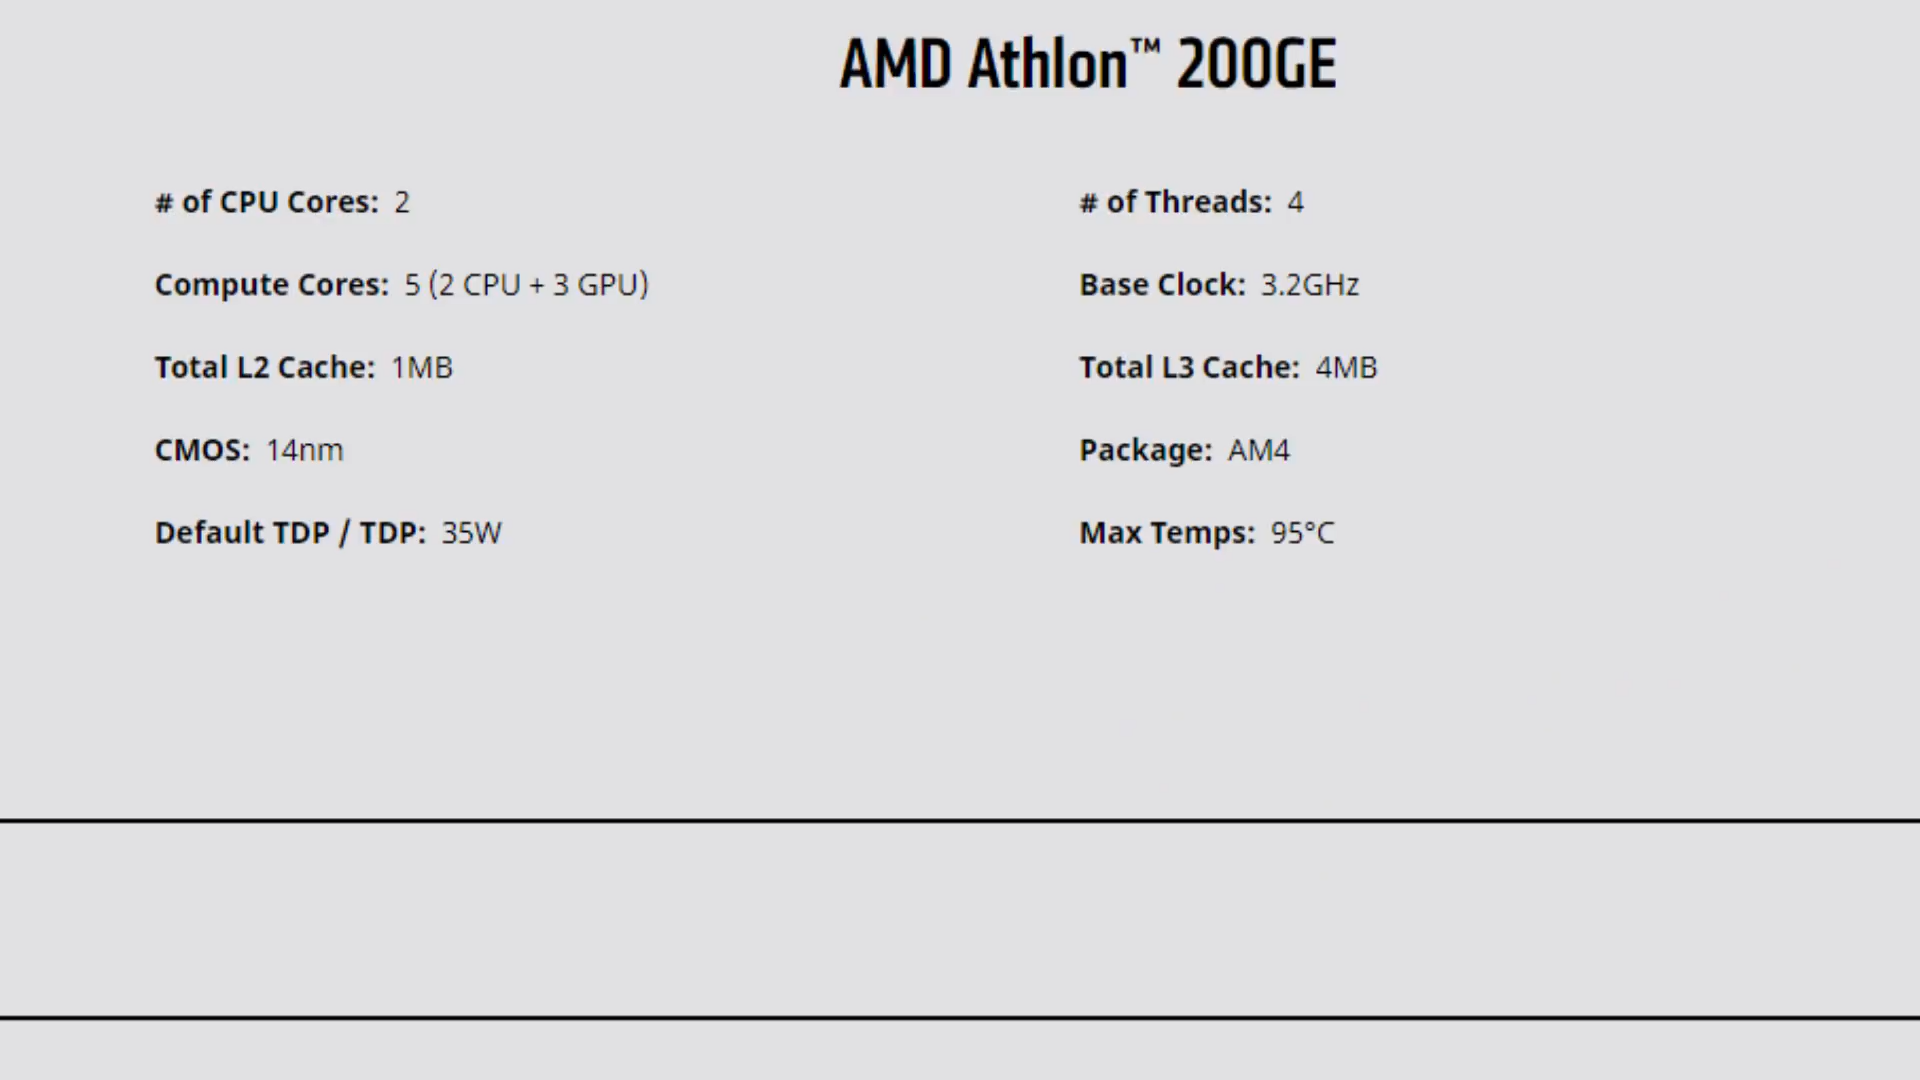 AMD Athlon™ 200GE
# of CPU Cores: 2
# of Threads: 4
Compute Cores: 5 (2 CPU + 3 GPU)
Base Clock: 3.2GHz
Total L2 Cache: 1MB
Total L3 Cache: 4MB
CMOS: 14nm
Package: AM4
Default TDP / TDP: 35W
Max Temps: 95°C